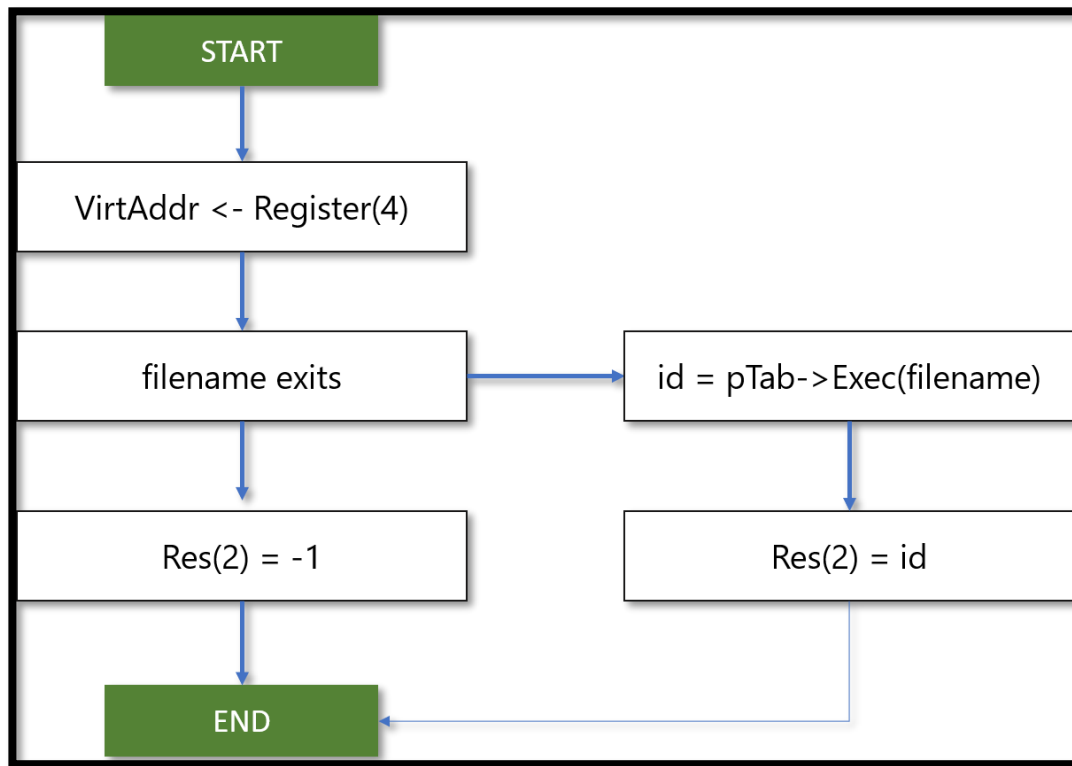 START
VirtAddr <- Register(4)
filename exits
id = pTab->Exec(filename)
Res(2) = -1
Res(2) = id
END